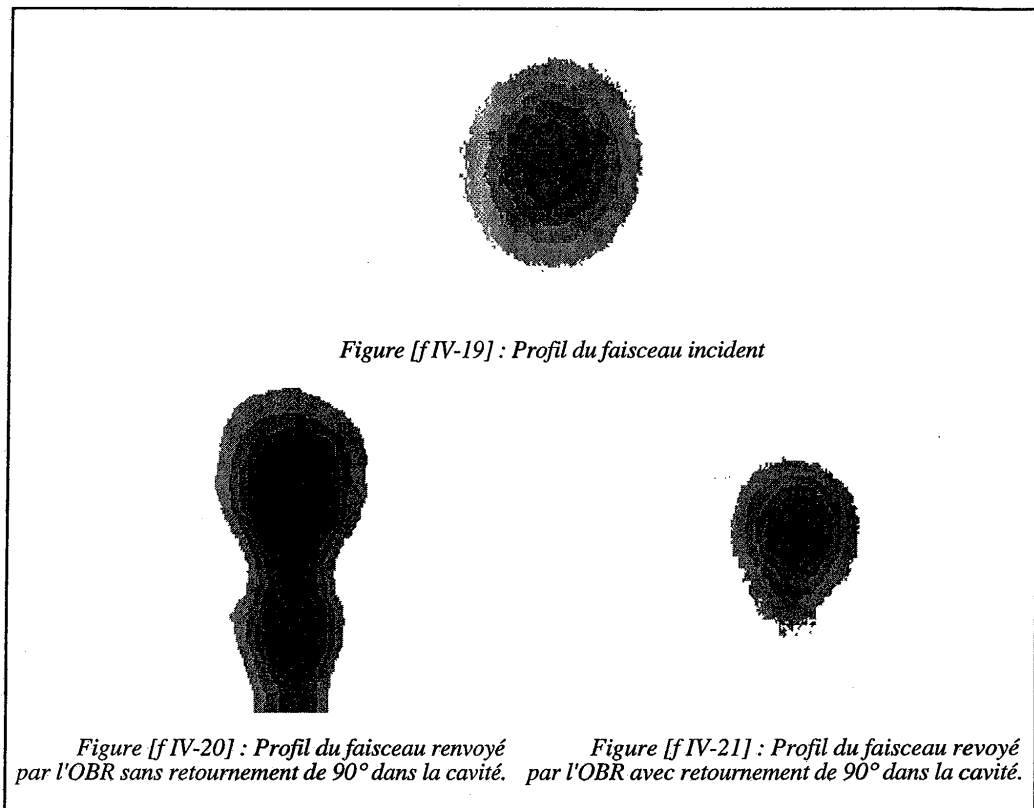 Figure [f IV-19] : Profil du faisceau incident
Figure [f IV-20] : Profil du faisceau renvoyé
par l'OBR sans retournement de 90° dans la cavité.
Figure [f IV-21] : Profil du faisceau revoyé
par l'OBR avec retournement de 90° dans la cavité.